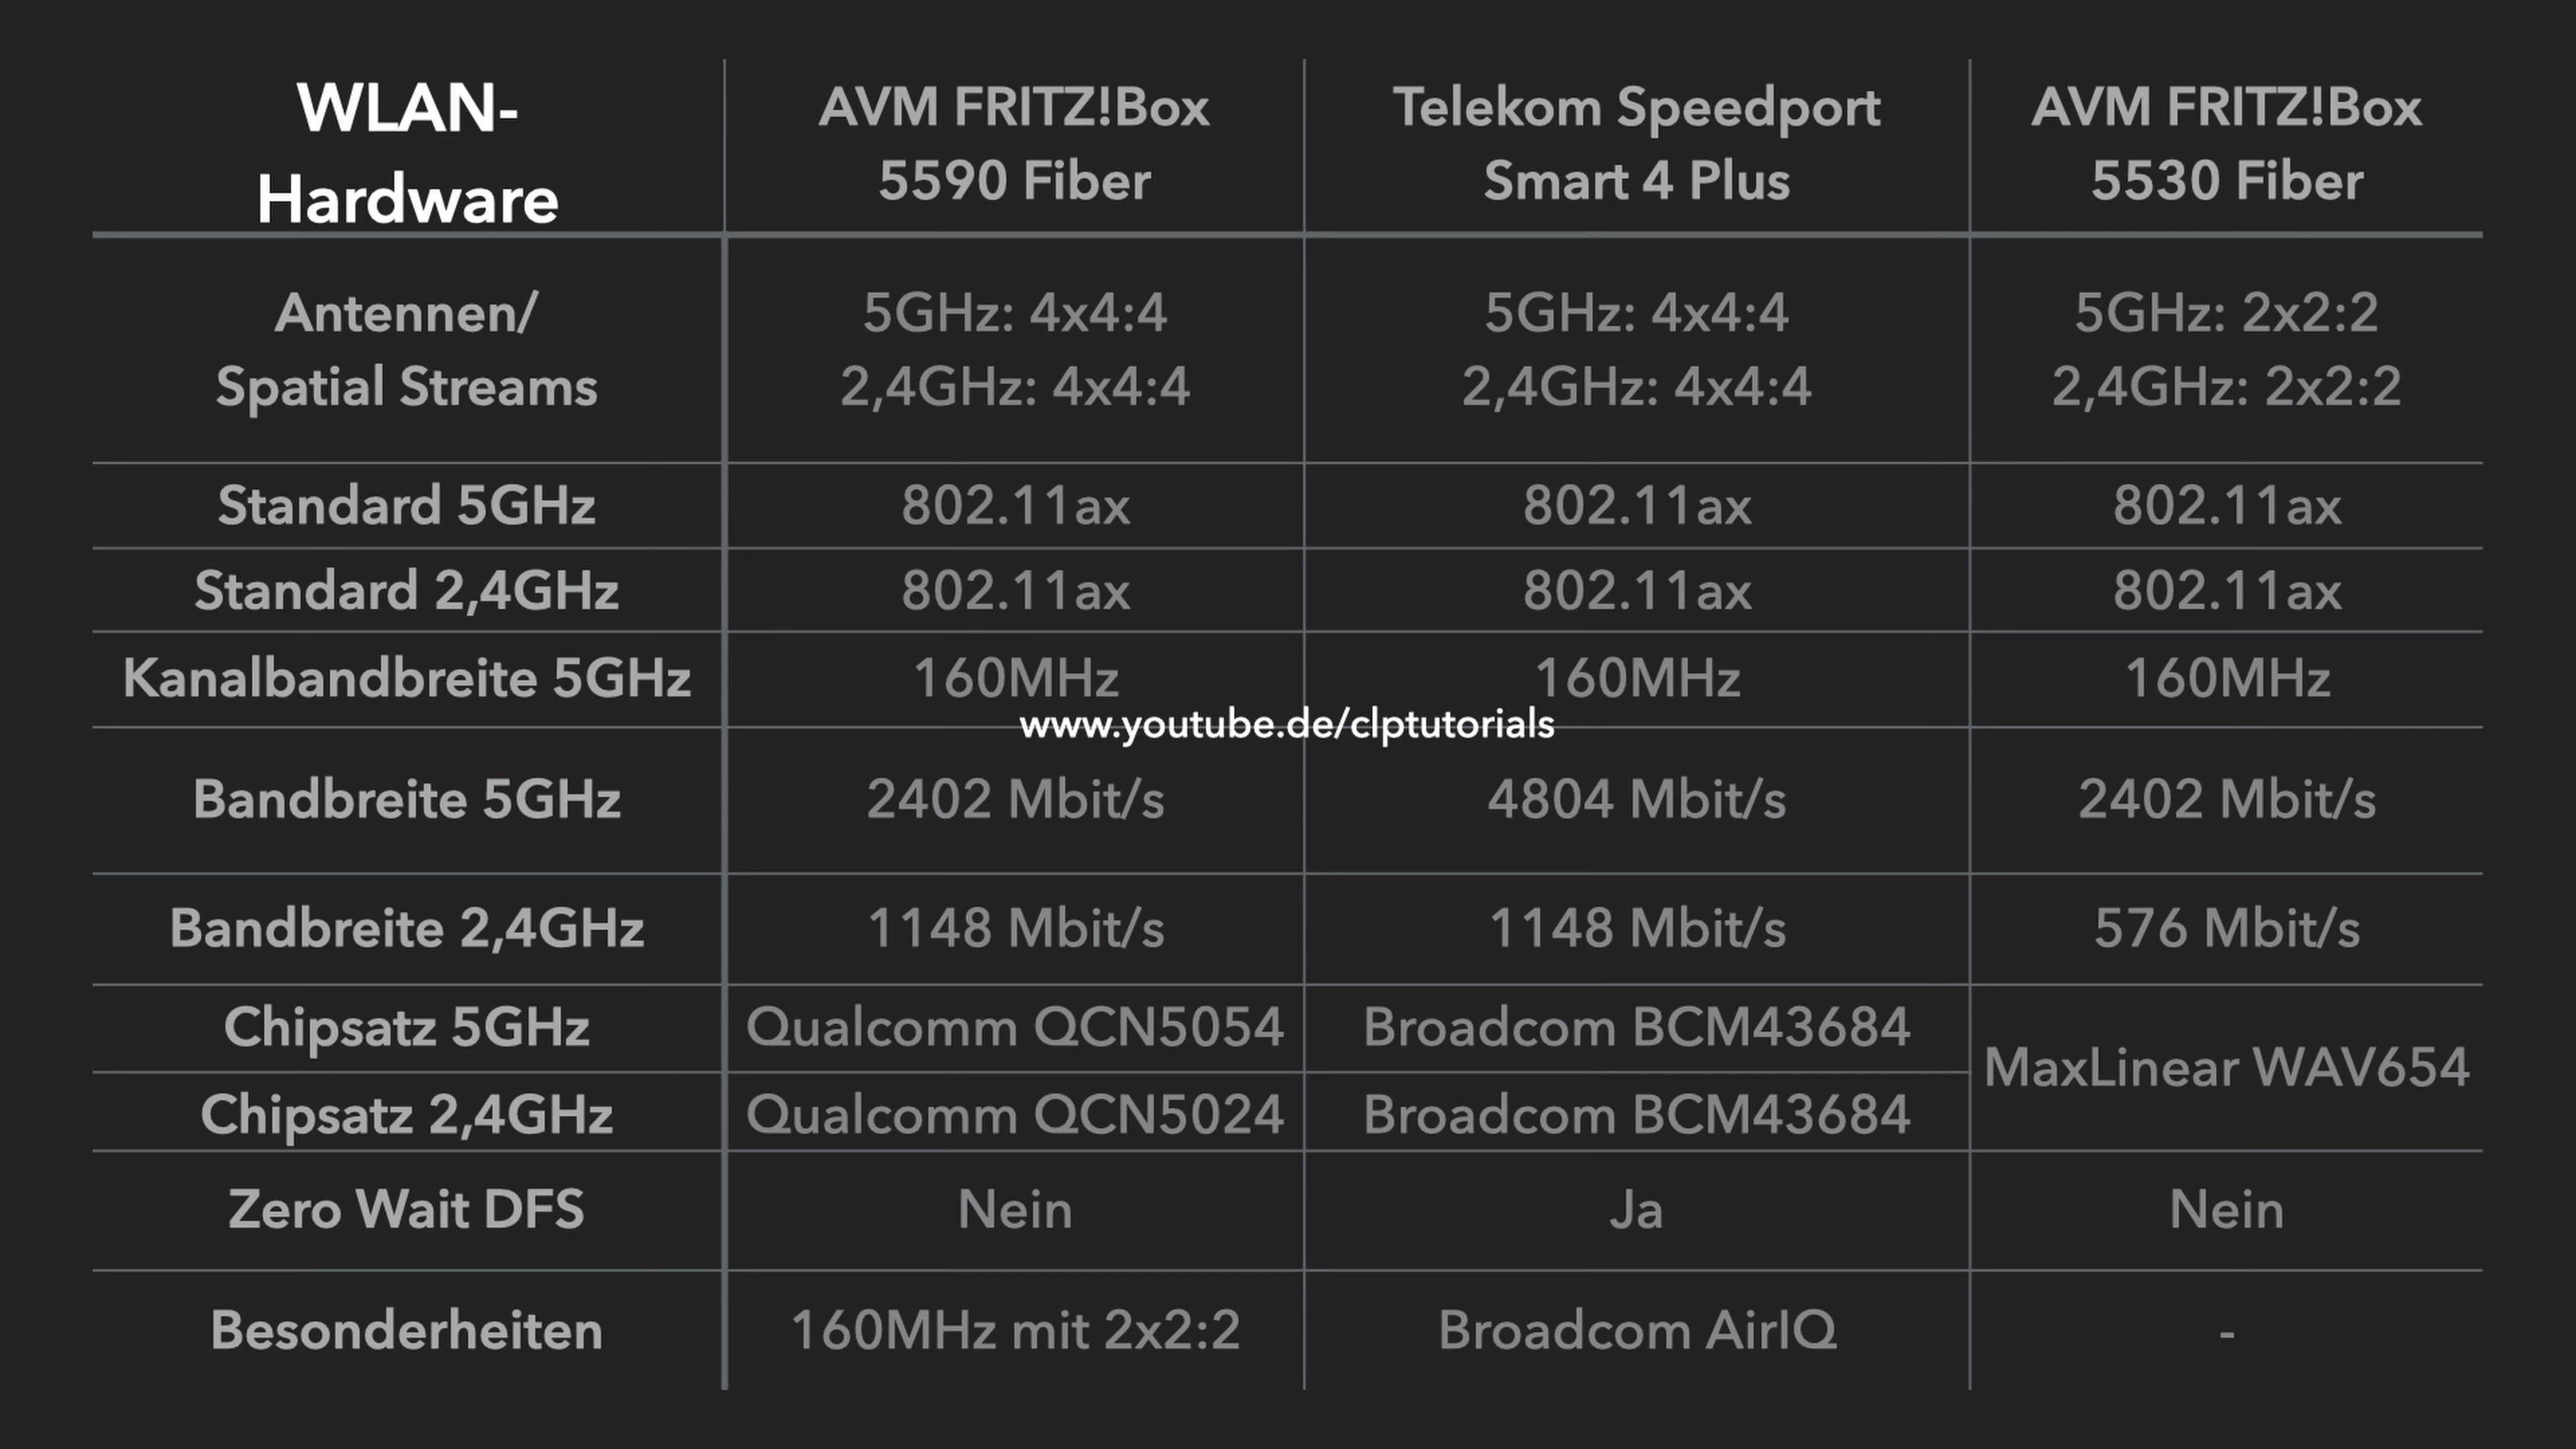 WLAN-
Hardware
AVM FRITZ!Box
5590 Fiber
Telekom Speedport
Smart 4 Plus
AVM FRITZ!Box
5530 Fiber
Antennen/
Spatial Streams
5GHz: 4x4:4
2,4GHz: 4x4:4
5GHz: 4x4:4
2,4GHz: 4x4:4
5GHz: 2x2:2
2,4GHz: 2x2:2
Standard 5GHz
802.11ax
802.11ax
802.11ax
Standard 2,4GHz
802.11ax
802.11ax
802.11ax
Kanalbandbreite 5GHz
160MHz
160MHz
160MHz
www.youtube.de/clptutorials
Bandbreite 5GHz
2402 Mbit/s
4804 Mbit/s
2402 Mbit/s
Bandbreite 2,4GHz
1148 Mbit/s
1148 Mbit/s
576 Mbit/s
Chipsatz 5GHz
Qualcomm QCN5054
Broadcom BCM43684
MaxLinear WAV654
Chipsatz 2,4GHz
Qualcomm QCN5024
Broadcom BCM43684
Zero Wait DFS
Nein
Ja
Nein
Besonderheiten
160MHz mit 2x2:2
Broadcom AirIQ
-